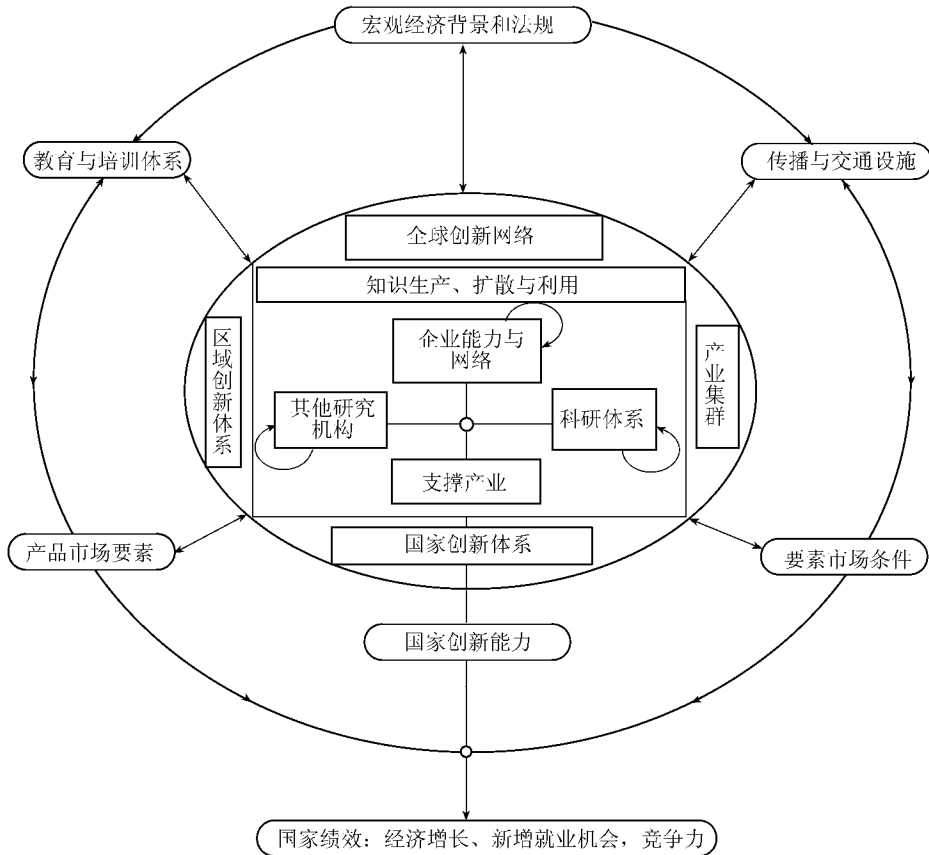 宏观经济背景和法规
教育与培训体系
传播与交通设施
全球创新网络
知识生产、扩散与利用
区域创新体系
企业能力与
网络
产业集群
其他研究
机构
科研体系
支撑产业
产品市场要素
国家创新体系
要素市场条件
国家创新能力
国家绩效：经济增长、新增就业机会，竞争力